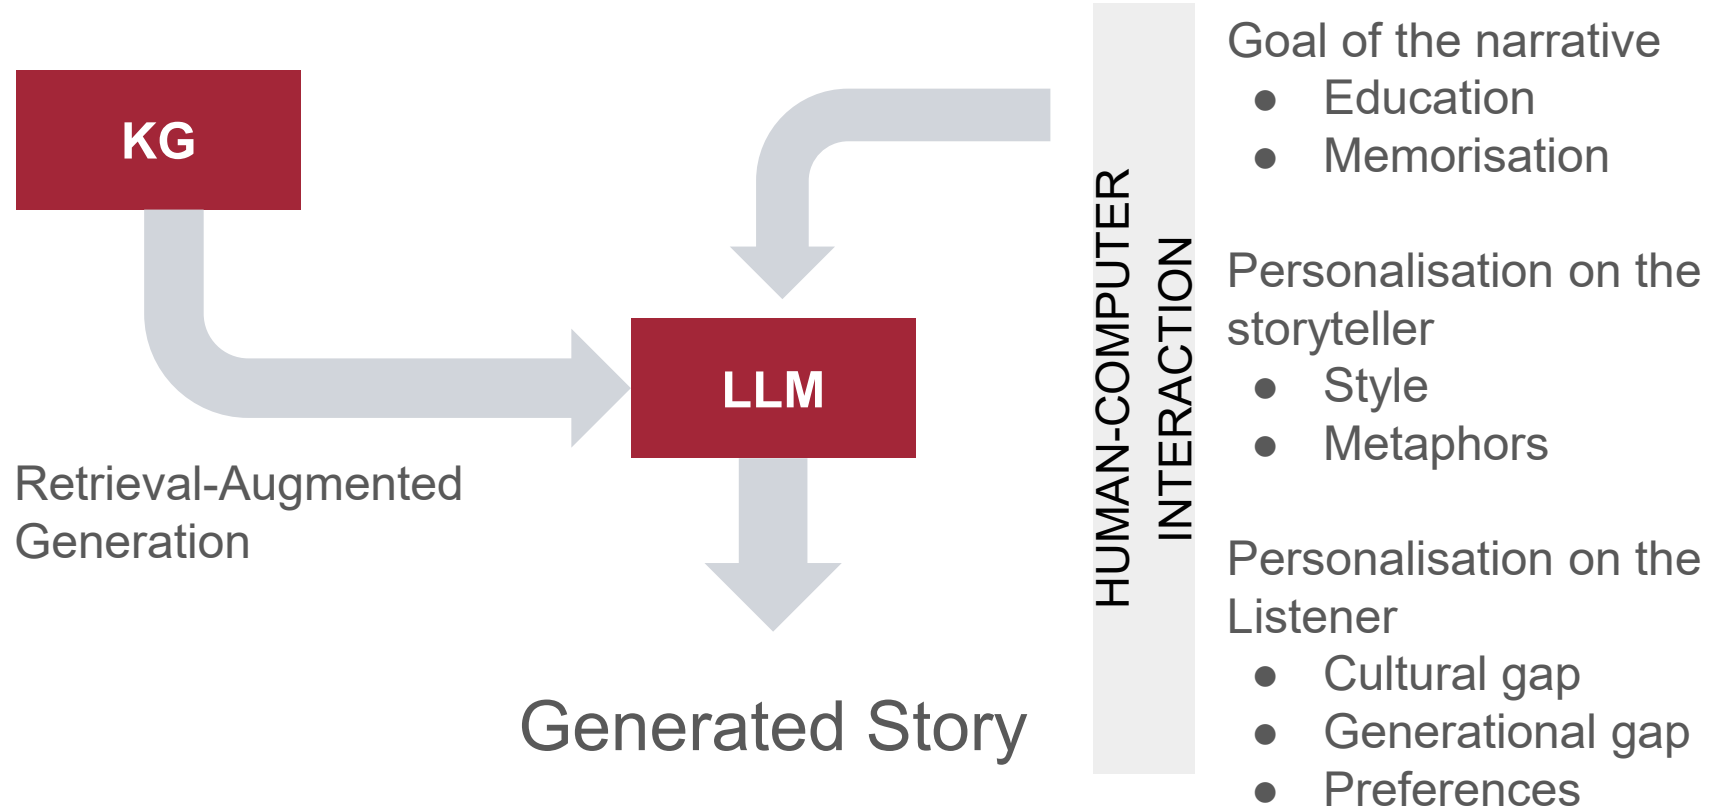 KG
LLM
Retrieval-Augmented
Generation
Generated Story
HUMAN-COMPUTER
INTERACTION
Goal of the narrative
● Education
● Memorisation
Personalisation on the
storyteller
● Style
● Metaphors
Personalisation on the
Listener
● Cultural gap
● Generational gap
● Preferences